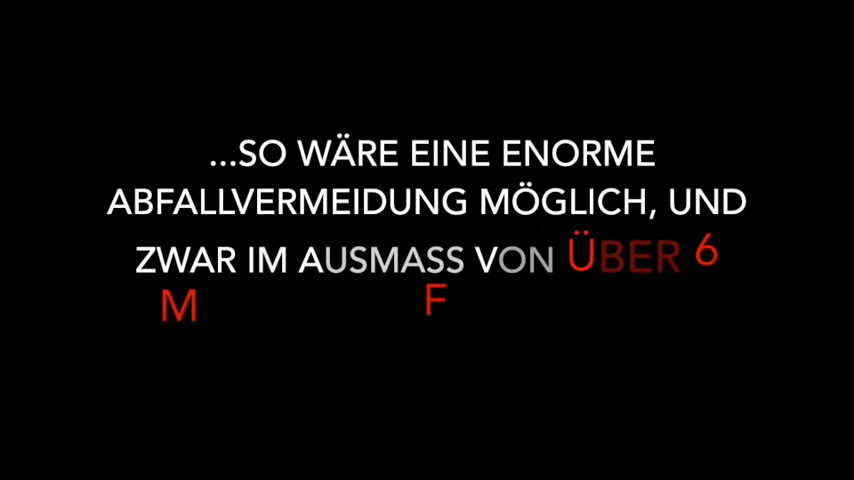 ...SO WÄRE EINE ENORME
ABFALLVERMEIDUNG MÖGLICH, UND
ZWAR IM AUSMASS VON ÜBER 6
M F